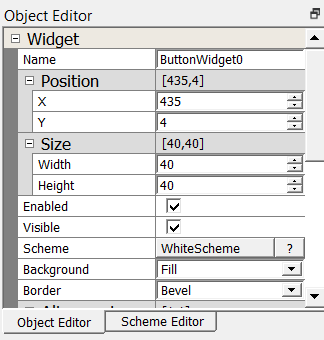 Object Editor
Widget
Name ButtonWidget0
Position [435,4]
X 435
Y 4
Size [40,40]
Width 40
Height 40
Enabled
Visible
Scheme WhiteScheme ?
Background Fill
Border Bevel
Object Editor Scheme Editor